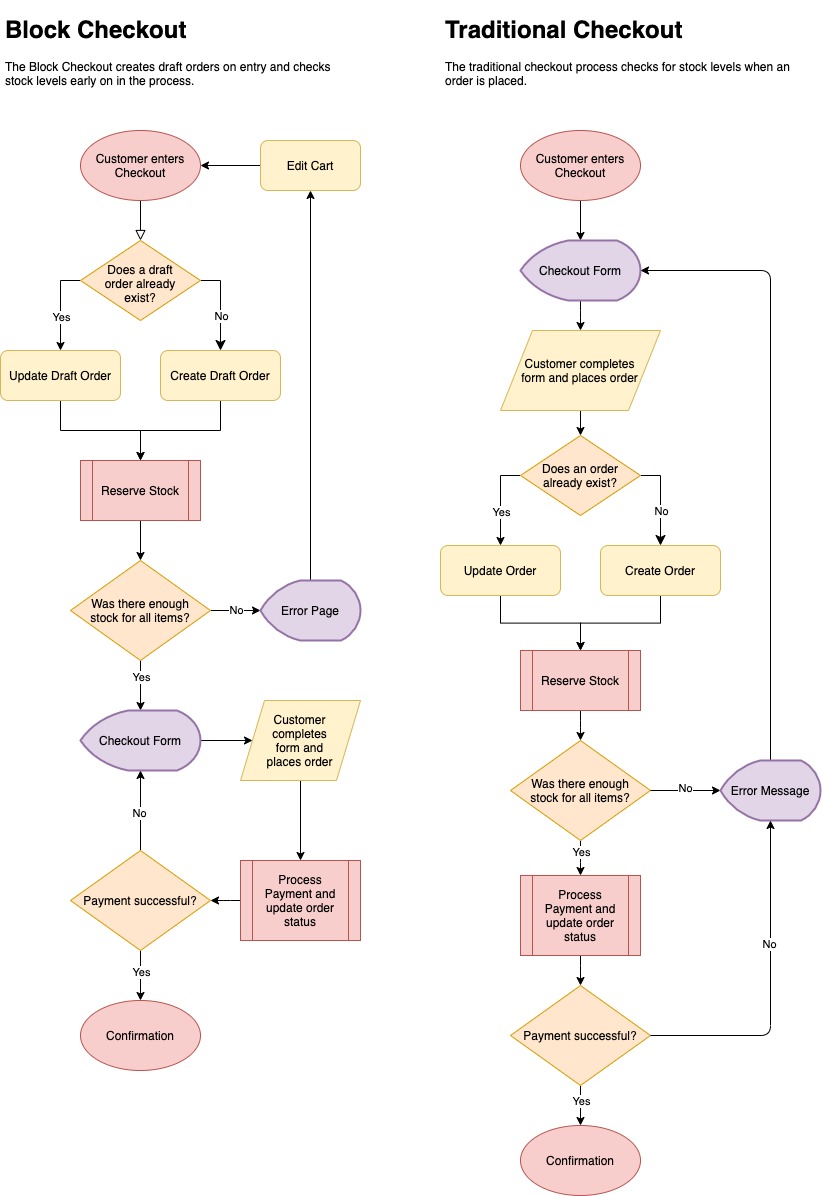 Block Checkout
The Block Checkout creates draft orders on entry and checks
stock levels early on in the process.
Customer enters
Checkout
Edit Cart
Does a draft
order already
exist?
Yes
No
Update Draft Order
Create Draft Order
Reserve Stock
Was there enough
stock for all items?
No
Error Page
Yes
Checkout Form
Customer
completes
form and
places order
No
Process
Payment and
update order
status
Payment successful?
Yes
Confirmation
Traditional Checkout
The traditional checkout process checks for stock levels when an
order is placed.
Customer enters
Checkout
Checkout Form
Customer completes
form and places order
Does an order
already exist?
Yes
No
Update Order
Create Order
Reserve Stock
Was there enough
stock for all items?
No
Error Message
Yes
Process
Payment and
update order
status
No
Payment successful?
Yes
Confirmation